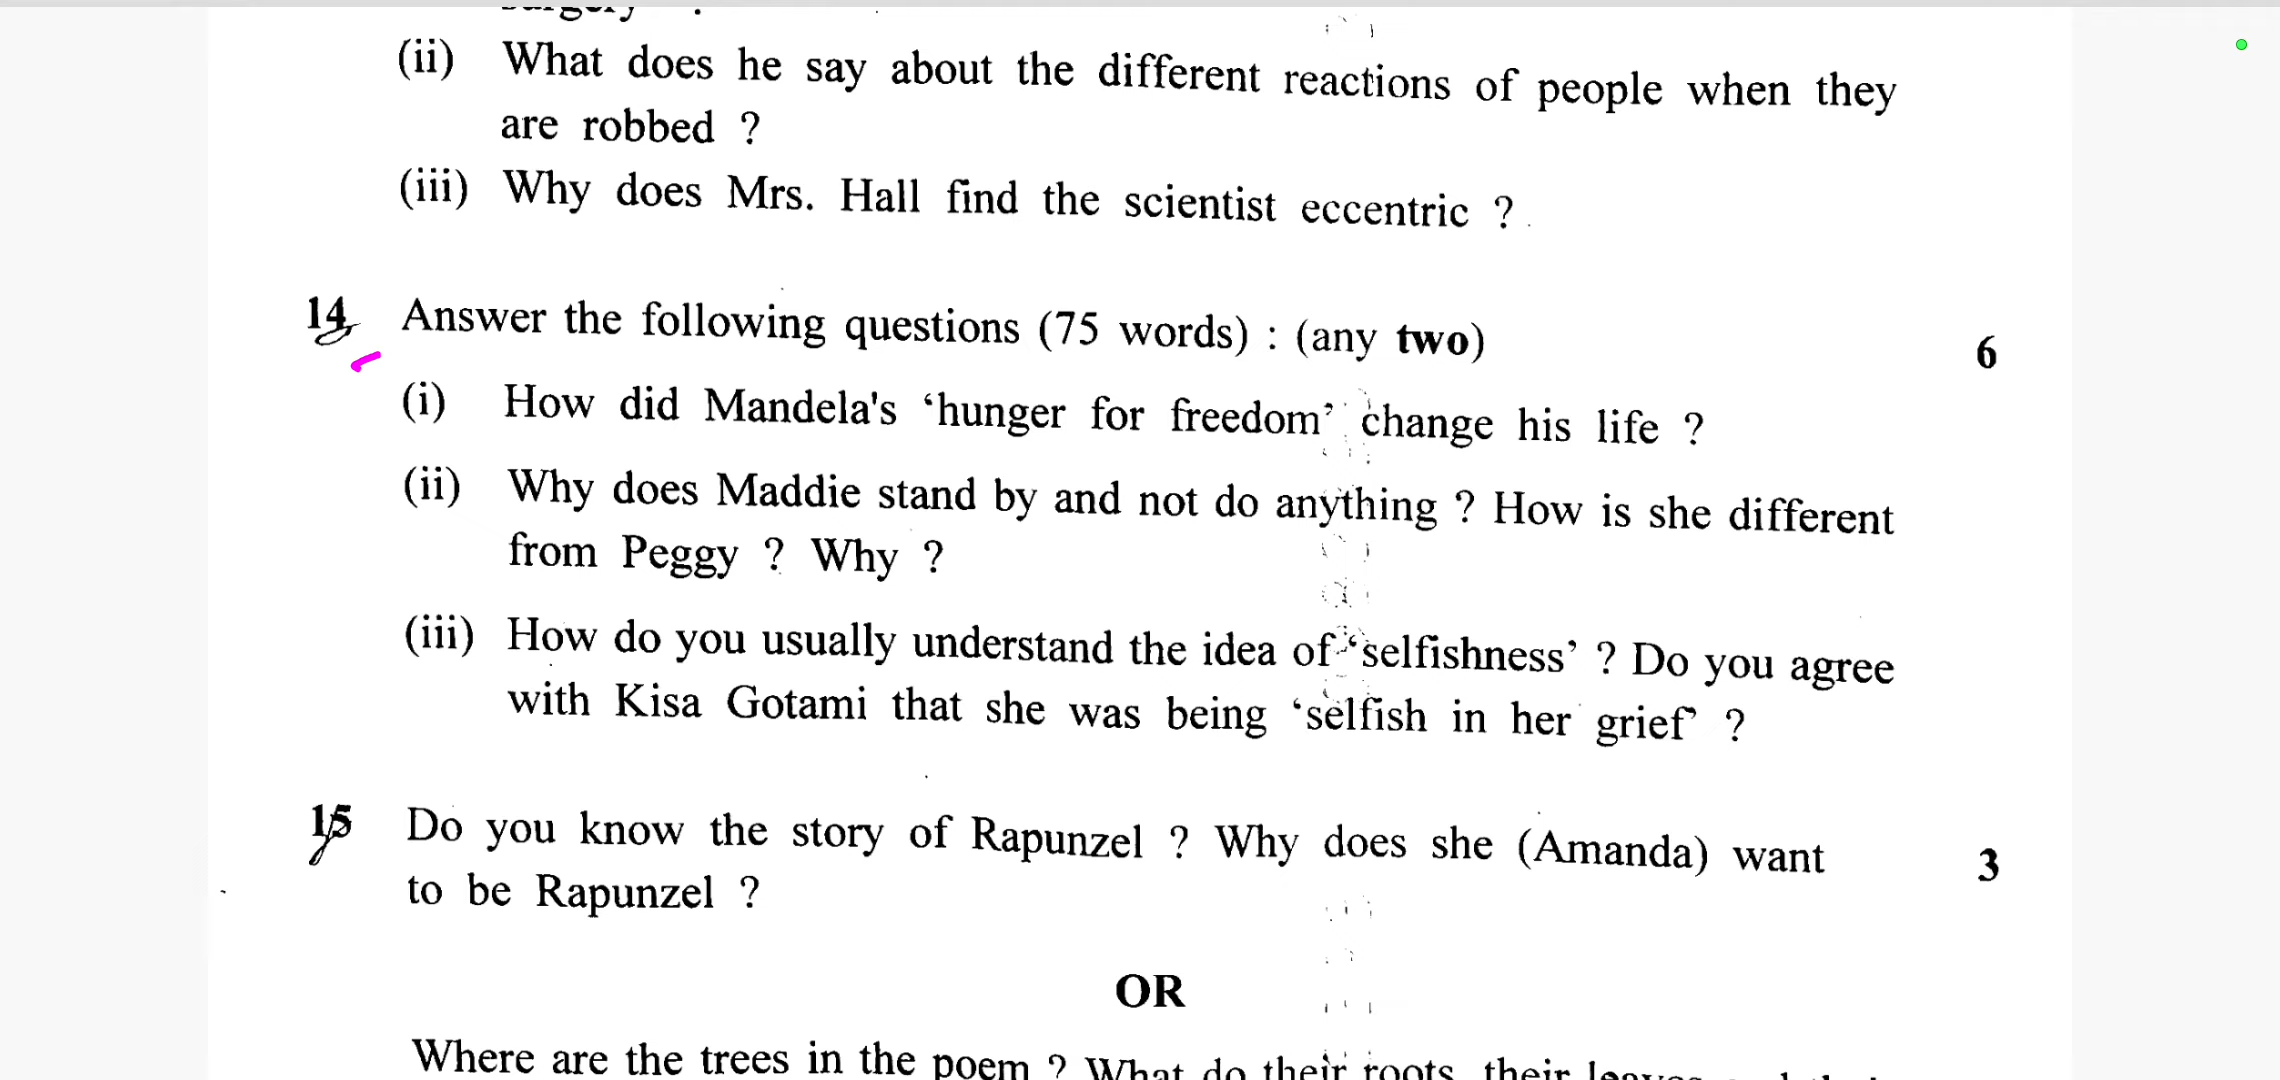 (ii) What does he say about the different reactions of people when they
are robbed ?
(iii) Why does Mrs. Hall find the scientist eccentric ?
14. Answer the following questions (75 words) : (any two)
6
(i) How did Mandela's ‘hunger for freedom’ change his life ?
(ii) Why does Maddie stand by and not do anything ? How is she different
from Peggy ? Why ?
(iii) How do you usually understand the idea of ‘selfishness’ ? Do you agree
with Kisa Gotami that she was being ‘selfish in her grief’ ?
15 Do you know the story of Rapunzel ? Why does she (Amanda) want
3
to be Rapunzel ?
OR
Where are the trees in the poem ? What do their roots, their leaves